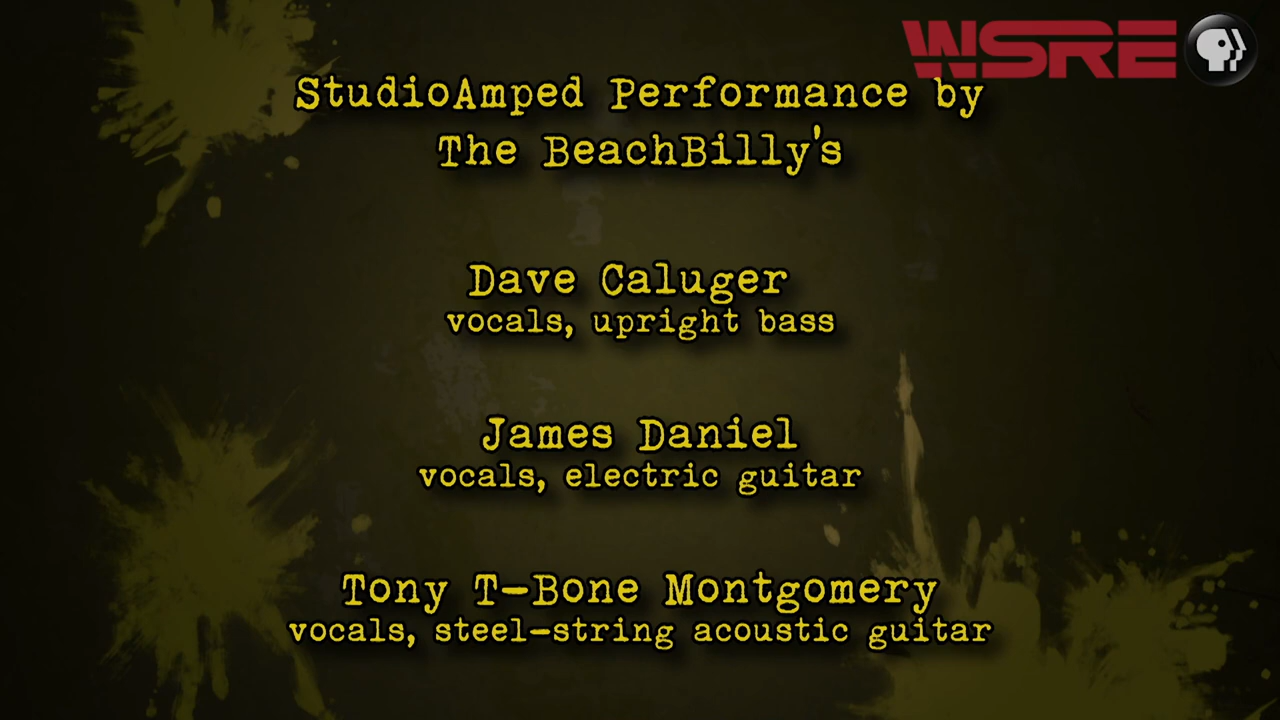 WSRE
StudioAmped Performance by
The BeachBilly's
Dave Caluger
vocals, upright bass
James Daniel
vocals, electric guitar
Tony T-Bone Montgomery
vocals, steel-string acoustic guitar